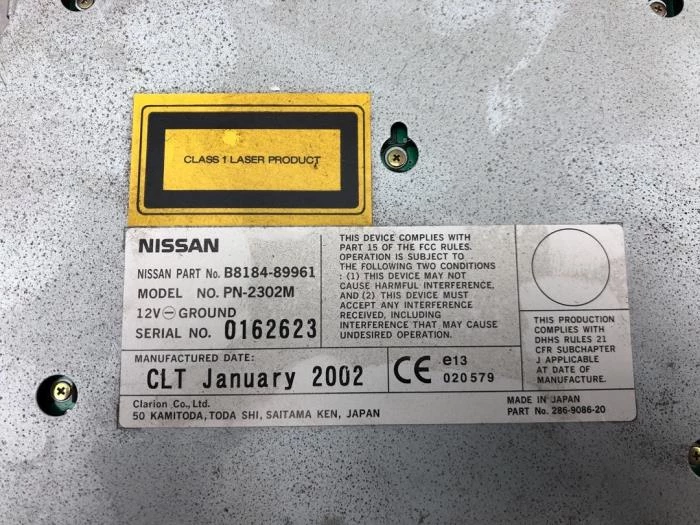 CLASS 1 LASER PRODUCT
NISSAN
NISSAN PART No. B8184-89961
MODEL NO. PN-2302M
12V ⊖ GROUND
SERIAL NO. 0162623
THIS DEVICE COMPLIES WITH
PART 15 OF THE FCC RULES.
OPERATION IS SUBJECT TO
THE FOLLOWING TWO CONDITIONS
: (1) THIS DEVICE MAY NOT
CAUSE HARMFUL INTERFERENCE,
AND (2) THIS DEVICE MUST
ACCEPT ANY INTERFERENCE
RECEIVED, INCLUDING
INTERFERENCE THAT MAY CAUSE
UNDESIRED OPERATION.
THIS PRODUCTION
COMPLIES WITH
DHHS RULES 21
CFR SUBCHAPTER
J APPLICABLE
AT DATE OF
MANUFACTURE.
MANUFACTURED DATE:
CLT January 2002
CE e13
020579
Clarion Co., Ltd.
50 KAMITODA, TODA SHI, SAITAMA KEN, JAPAN
MADE IN JAPAN
PART No. 286-9086-20